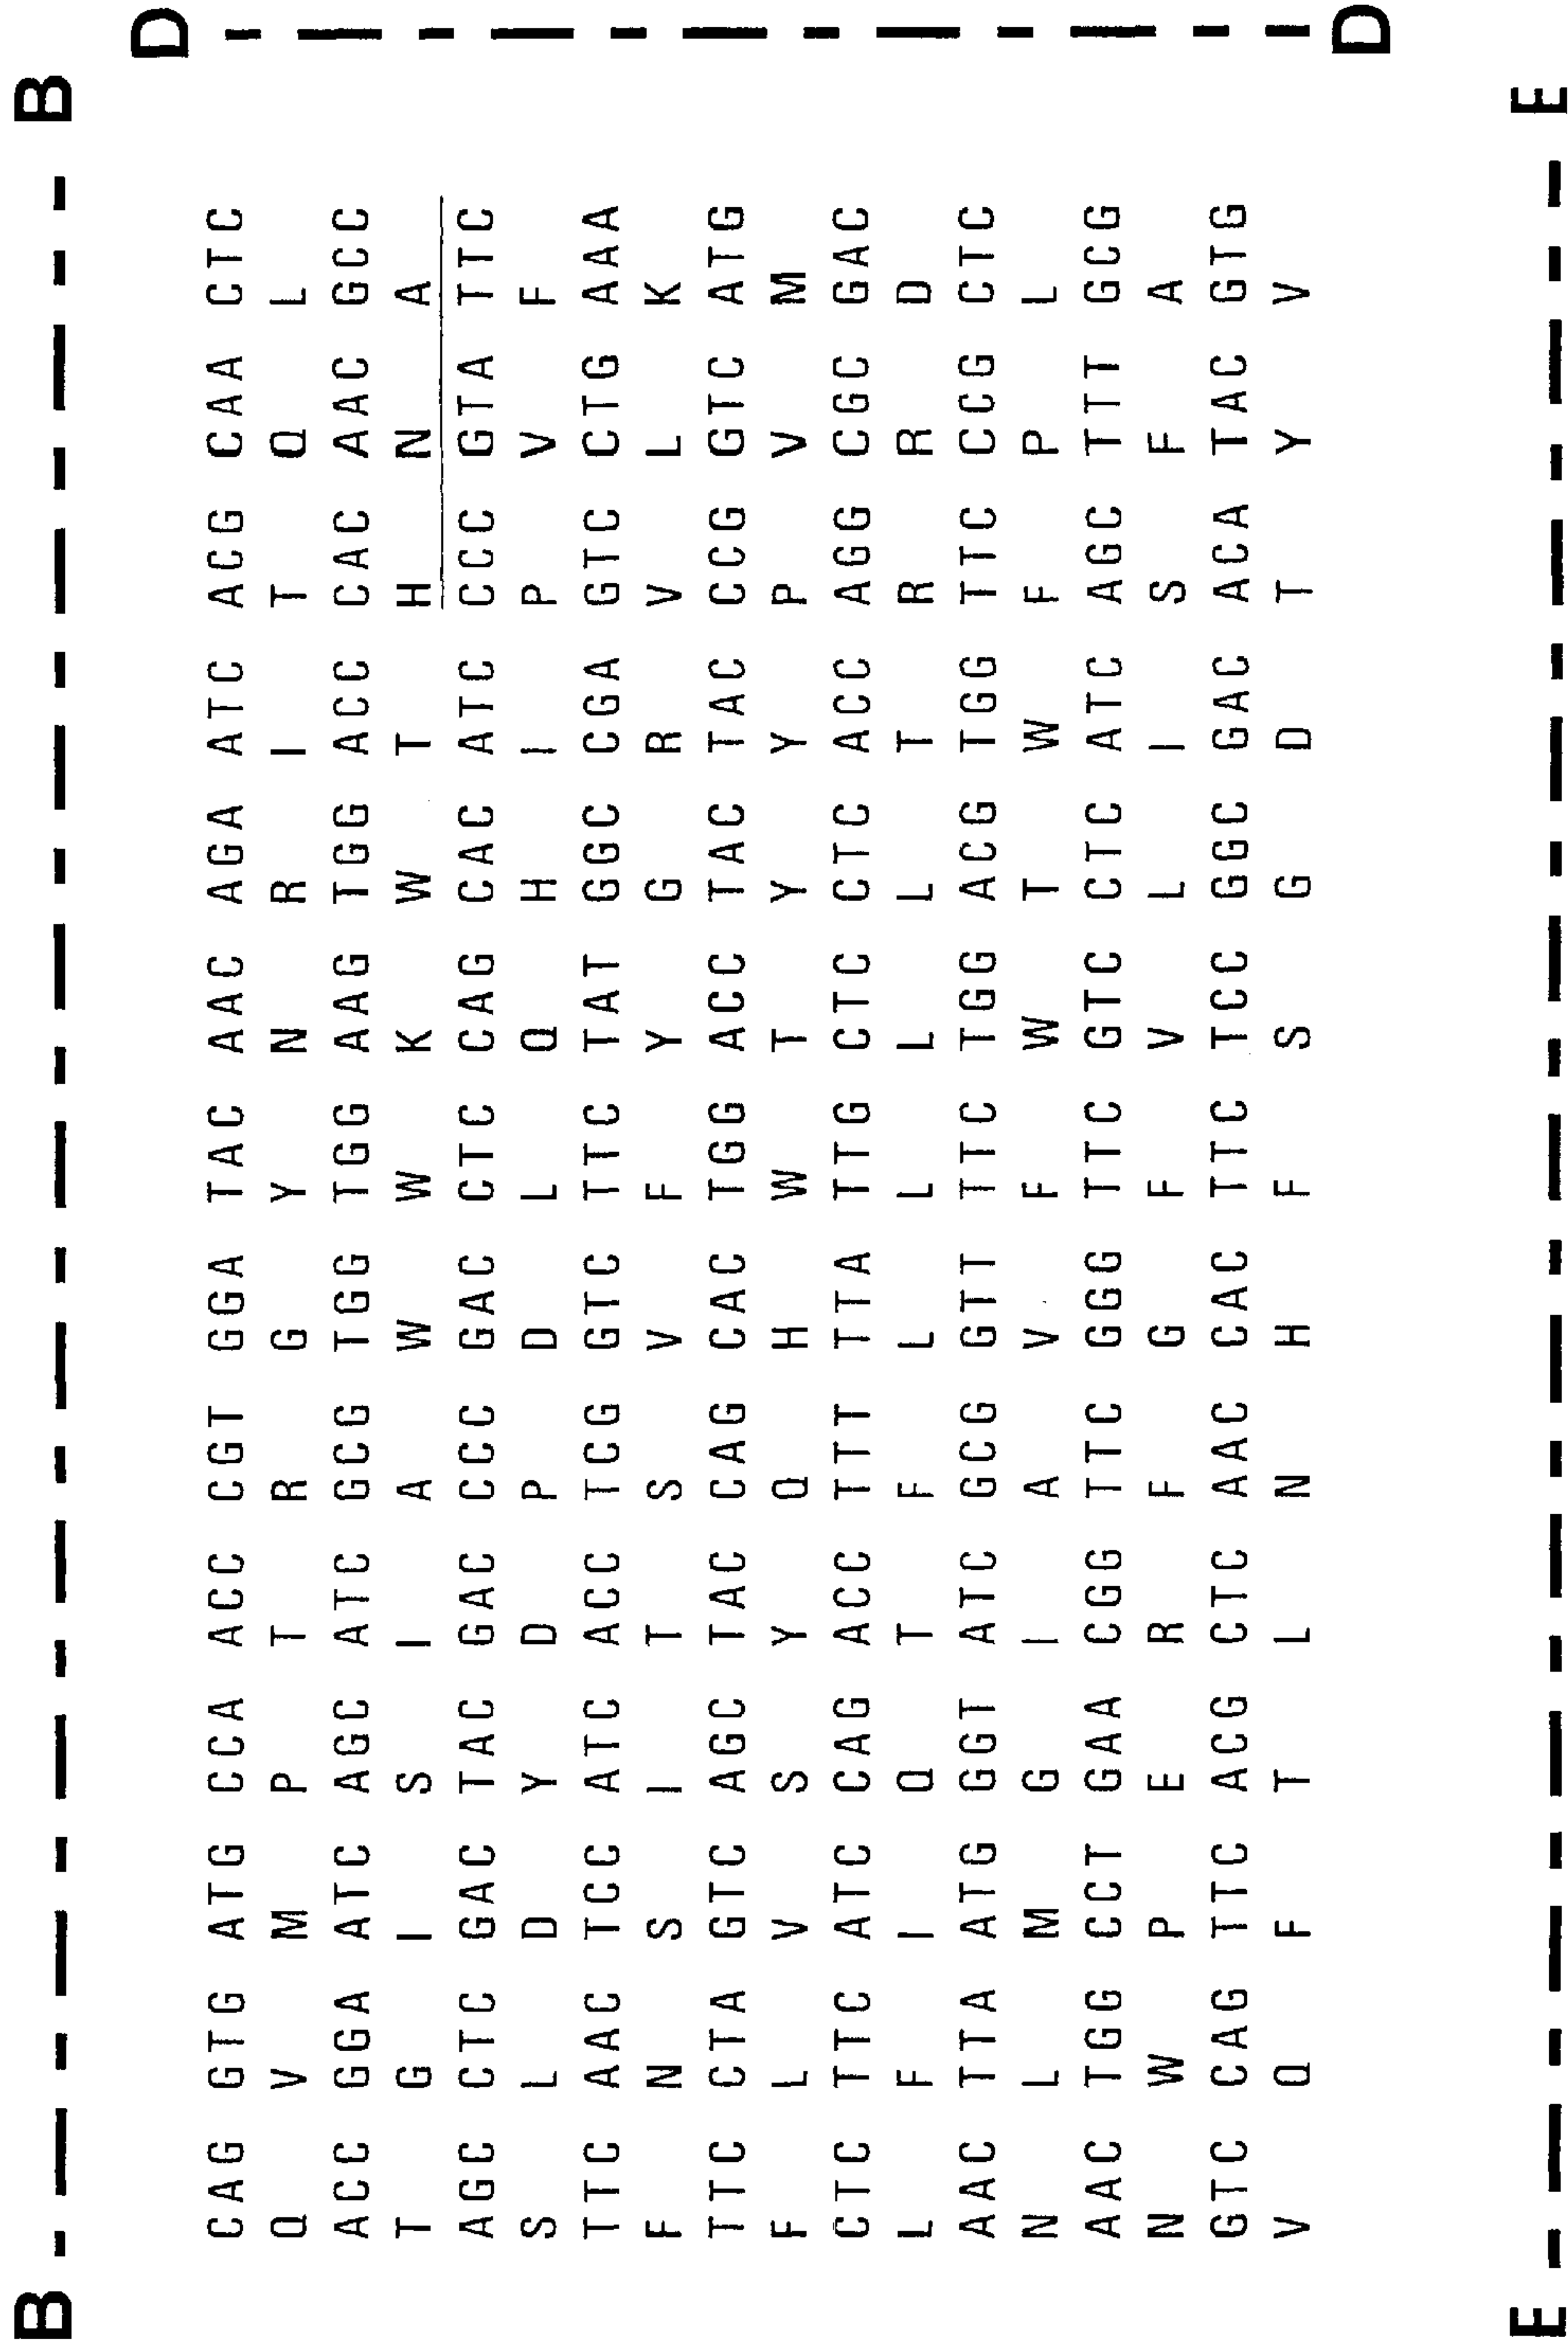 B B
D
CAG GTG ATG CCA ACC CGT GGA TAC AAC AGA ATC ACG CAA CTC
Q V M P T R G Y N R I T Q L
ACC GGA ATC AGC ATC GCG TGG TGG AAG TGG ACC CAC AAC GCC
T G I S I A W W K W T H N A
AGC CTC GAC TAC GAC CCC GAC CTC CAG CAC ATC CCC GTA TTC
S L D Y D P D L Q H I P V F
TTC AAC TCC ATC ACC TCG GTC TTC TAT GGC CGA GTC CTG AAA
F N S I T S V F Y G R V L K
TTC CTA GTC AGC TAC CAG CAC TGG ACC TAC TAC CCG GTC ATG
F L V S Y Q H W T Y Y P V M
CTC TTC ATC CAG ACC TTT TTA TTG CTC CTC ACC AGG CGC GAC
L F I Q T F L L L L T R R D
AAC TTA ATG GGT ATC GCG GTT TTC TGG ACG TGG TTC CCG CTC
N L M G I A V F W T W F P L
AAC TGG CCT GAA CGG TTC GGG TTC GTC CTC ATC AGC TTT GCG
N W P E R F G F V L I S F A
GTC CAG TTC ACG CTC AAC CAC TTC TCC GGC GAC ACA TAC GTG
V Q F T L N H F S G D T Y V
D
E E